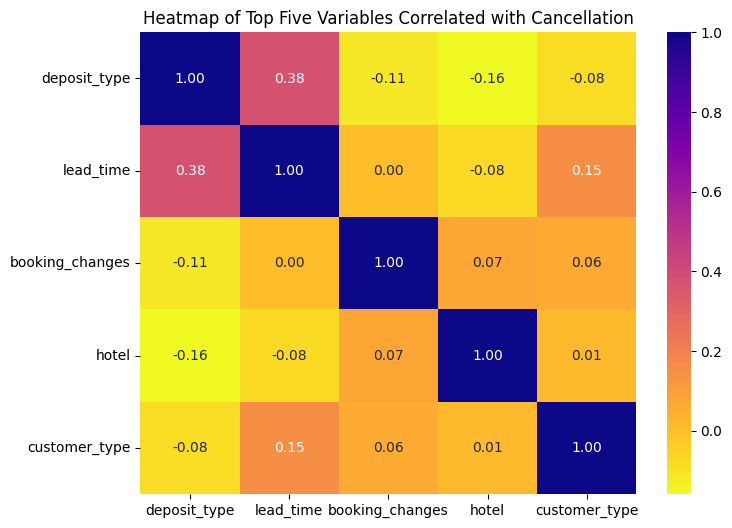 Heatmap of Top Five Variables Correlated with Cancellation
deposit_type 1.00 0.38 -0.11 -0.16 -0.08
lead_time 0.38 1.00 0.00 -0.08 0.15
booking_changes -0.11 0.00 1.00 0.07 0.06
hotel -0.16 -0.08 0.07 1.00 0.01
customer_type -0.08 0.15 0.06 0.01 1.00
deposit_type lead_time booking_changes hotel customer_type
1.0
0.8
0.6
0.4
0.2
0.0